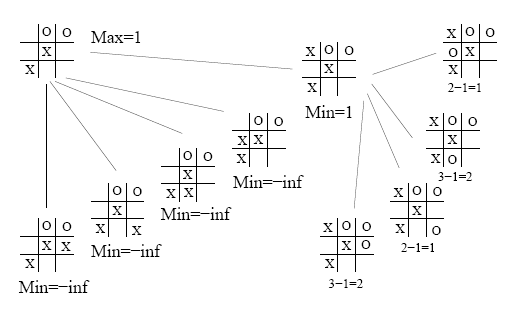 O O
X
X
Max=1
X O O
X
X
Min=1
X O O
O X
X
2−1=1
X O O
X
X O
3−1=2
O O
X X
X
Min=−inf
O O
X
X X
Min=−inf
O O
X
X X
Min=−inf
O O
X X
X
Min=−inf
X O O
X
X O
2−1=1
X O O
X O
X
3−1=2